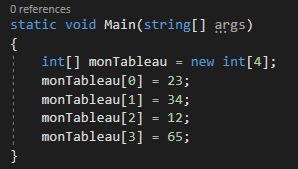 0 references
static void Main(string[] args)
{
    int[] monTableau = new int[4];
    monTableau[0] = 23;
    monTableau[1] = 34;
    monTableau[2] = 12;
    monTableau[3] = 65;
}